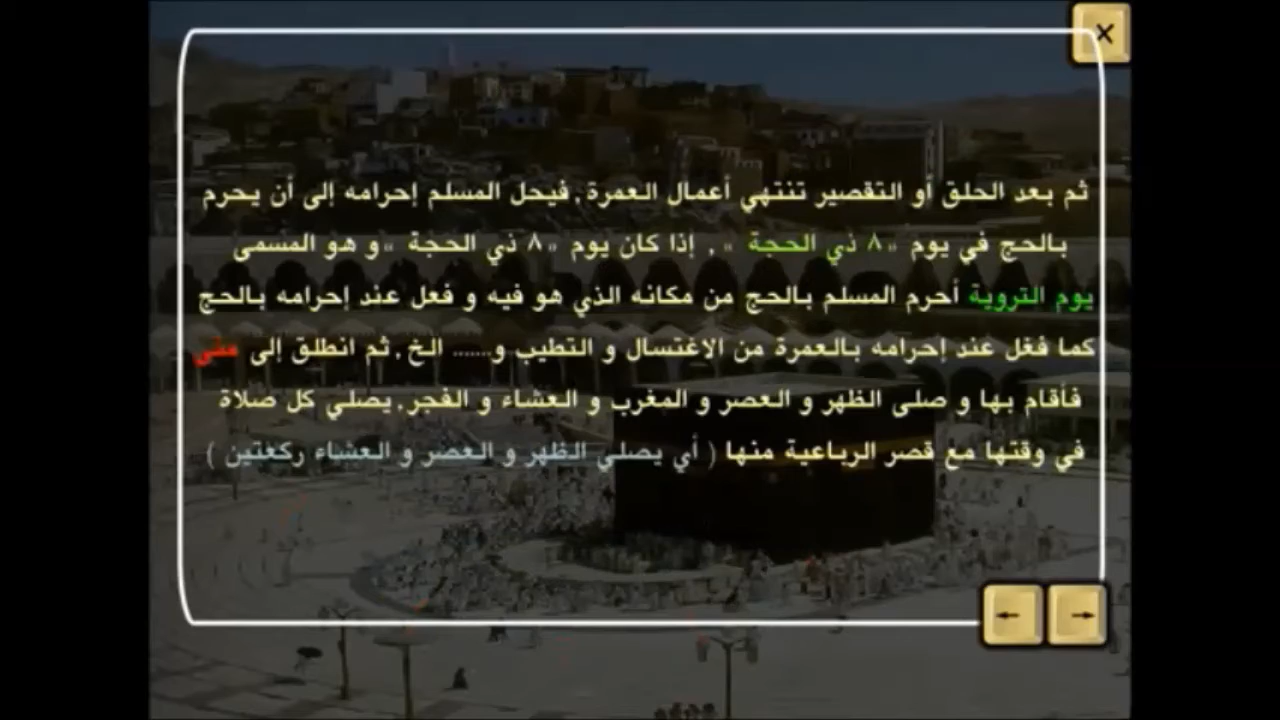 ثم بعد الحلق أو التقصير تنتهي أعمال العمرة, فيحل المسلم إحرامه إلى أن يحرم
بالحج في يوم "٨ ذي الحجة" , إذا كان يوم "٨ ذي الحجة" و هو المسمى
يوم التروية أحرم المسلم بالحج من مكانه الذي هو فيه و فعل عند إحرامه بالحج
كما فعل عند إحرامه بالعمرة من الاغتسال و التطيب و....... الخ, ثم انطلق إلى منى
فأقام بها و صلى الظهر و العصر و المغرب و العشاء و الفجر, يصلي كل صلاة
في وقتها مع قصر الرباعية منها ( أي يصلي الظهر و العصر و العشاء ركعتين )